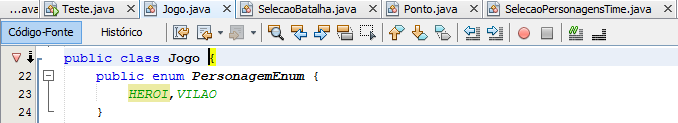 ...ava Teste.java Jogo.java SelecaoBatalha.java Ponto.java SelecaoPersonagensTime.java
Código-Fonte Histórico
public class Jogo {
22 public enum PersonagemEnum {
23 HEROI,VILAO
24 }